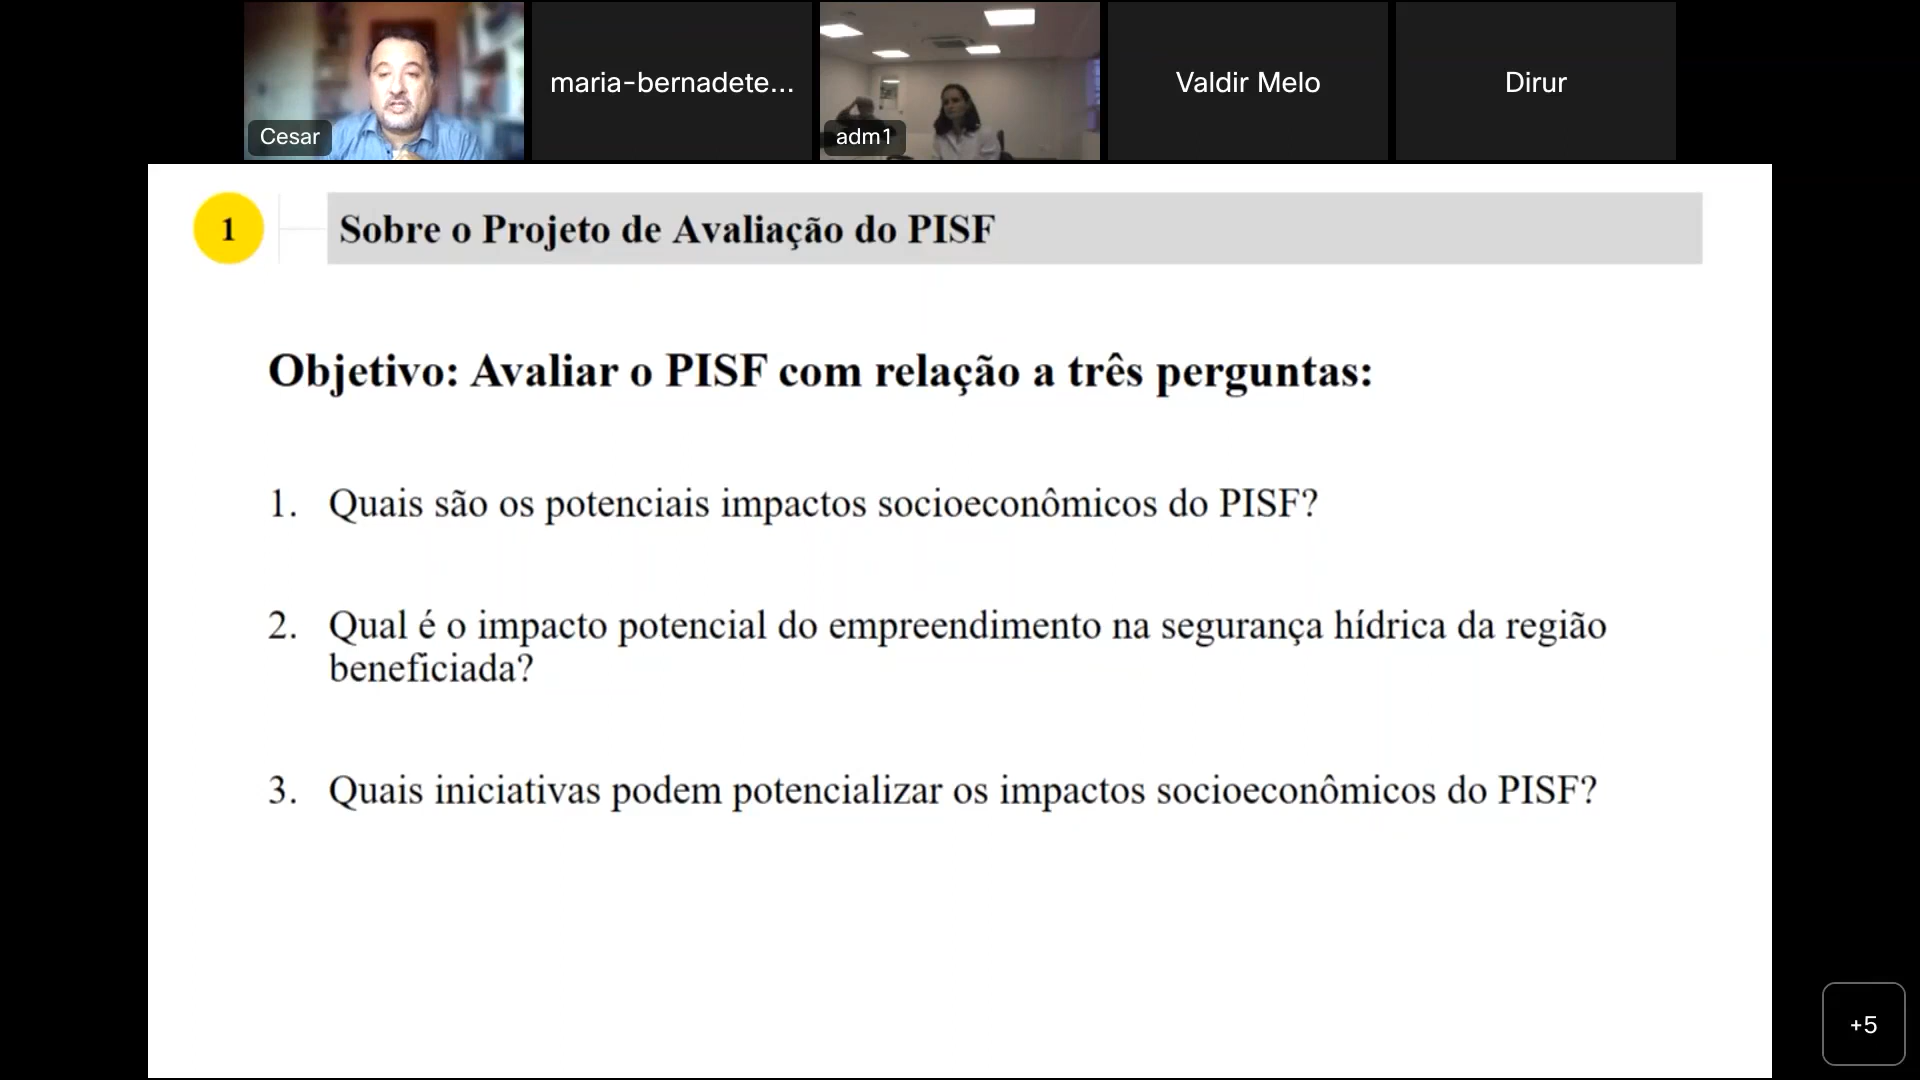 Cesar
maria-bernadete...
adm1
Valdir Melo
Dirur
1
Sobre o Projeto de Avaliação do PISF
Objetivo: Avaliar o PISF com relação a três perguntas:
1. Quais são os potenciais impactos socioeconômicos do PISF?
2. Qual é o impacto potencial do empreendimento na segurança hídrica da região
beneficiada?
3. Quais iniciativas podem potencializar os impactos socioeconômicos do PISF?
+5